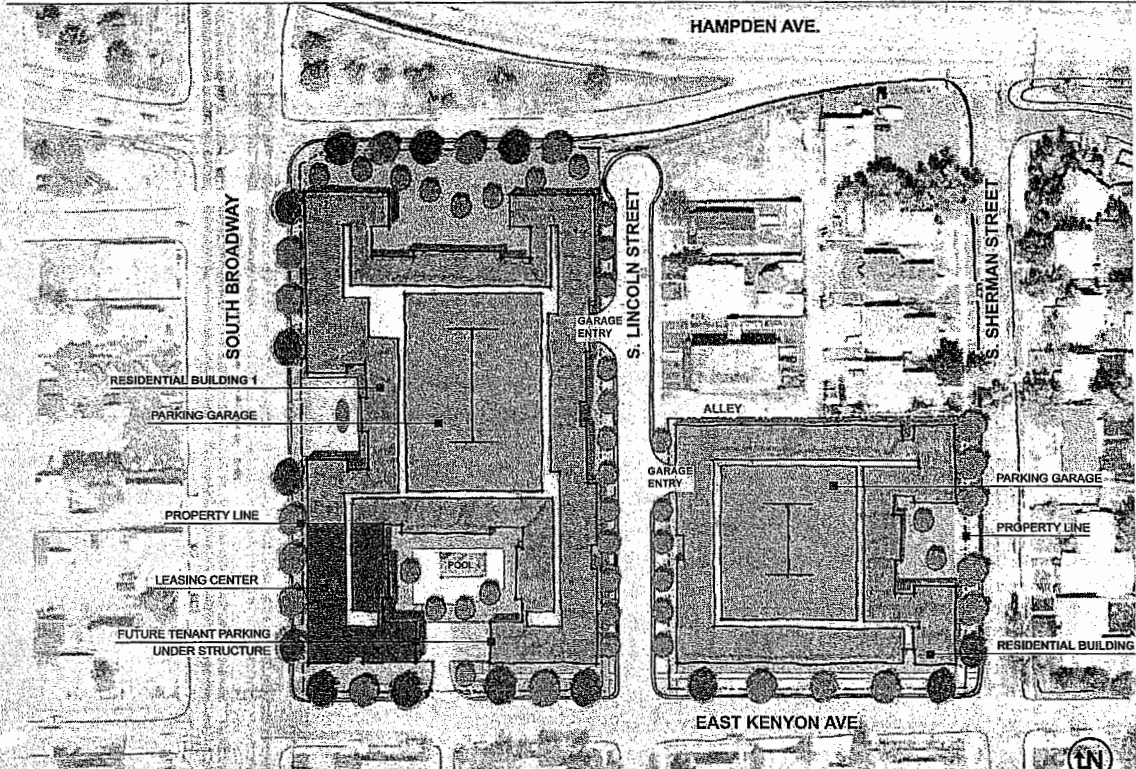 HAMPDEN AVE.
SOUTH BROADWAY
S. LINCOLN STREET
S. SHERMAN STREET
GARAGE
ENTRY
RESIDENTIAL BUILDING 1
PARKING GARAGE
ALLEY
GARAGE
ENTRY
PARKING GARAGE
PROPERTY LINE
PROPERTY LINE
POOL
LEASING CENTER
FUTURE TENANT PARKING
UNDER STRUCTURE
RESIDENTIAL BUILDING
EAST KENYON AVE.
N